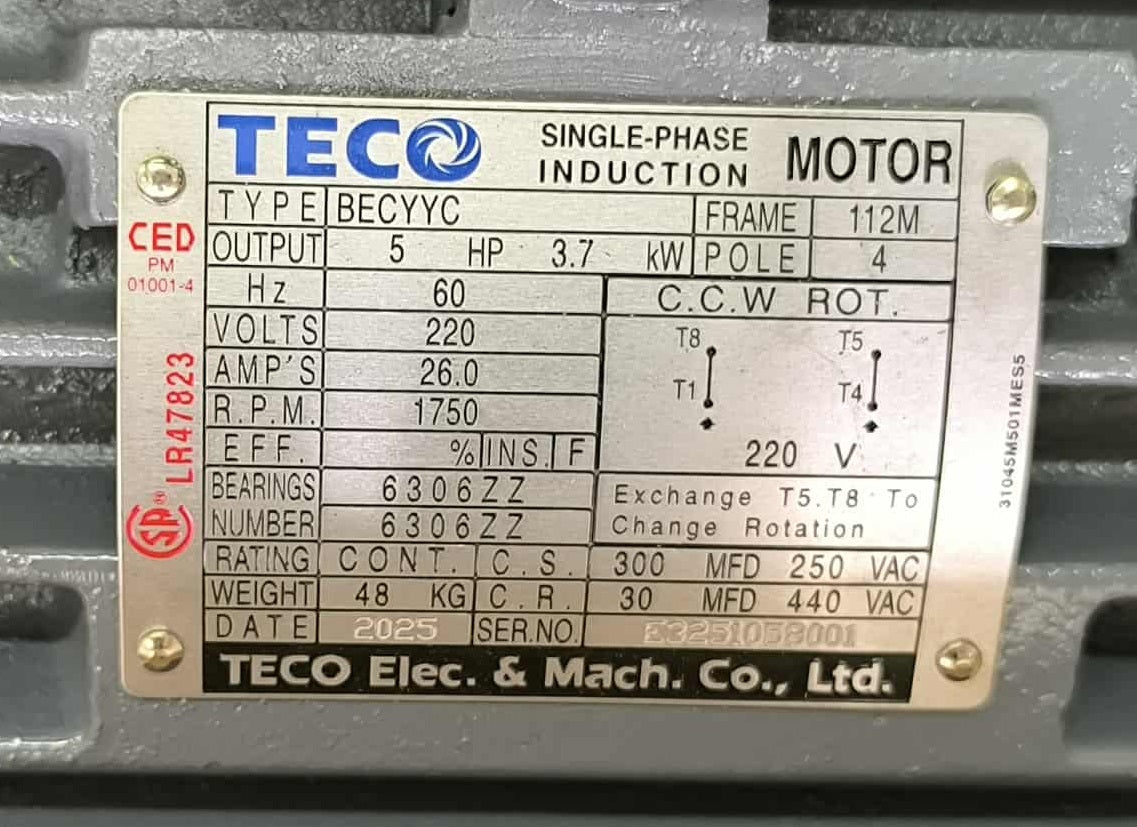 TECO SINGLE-PHASE INDUCTION MOTOR
TYPE BECYYC FRAME 112M
OUTPUT 5 HP 3.7 kW POLE 4
Hz 60 C.C.W ROT.
VOLTS 220
AMP'S 26.0
R.P.M. 1750
EFF. % INS. F
T8 T5
T1 T4
220 V
BEARINGS 6306ZZ
NUMBER 6306ZZ
Exchange T5.T8 To
Change Rotation
RATING CONT. C.S. 300 MFD 250 VAC
WEIGHT 48 KG C.R. 30 MFD 440 VAC
DATE 2025 SER.NO.
TECO Elec. & Mach. Co., Ltd.
CED
PM
01001-4
LR47823
SP®
31045M501MES5